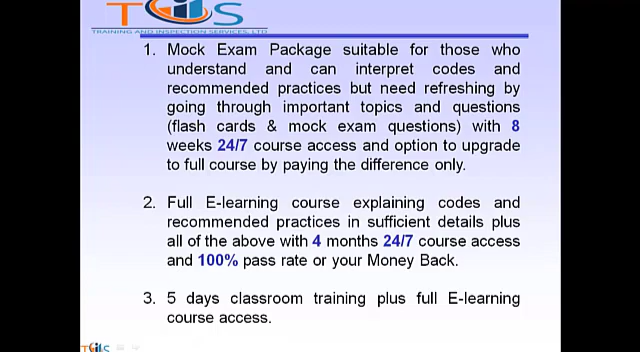 TIS
TRAINING AND INSPECTION SERVICES, LTD
1. Mock Exam Package suitable for those who
understand and can interpret codes and
recommended practices but need refreshing by
going through important topics and questions
(flash cards & mock exam questions) with 8
weeks 24/7 course access and option to upgrade
to full course by paying the difference only.
2. Full E-learning course explaining codes and
recommended practices in sufficient details plus
all of the above with 4 months 24/7 course access
and 100% pass rate or your Money Back.
3. 5 days classroom training plus full E-learning
course access.
TIS